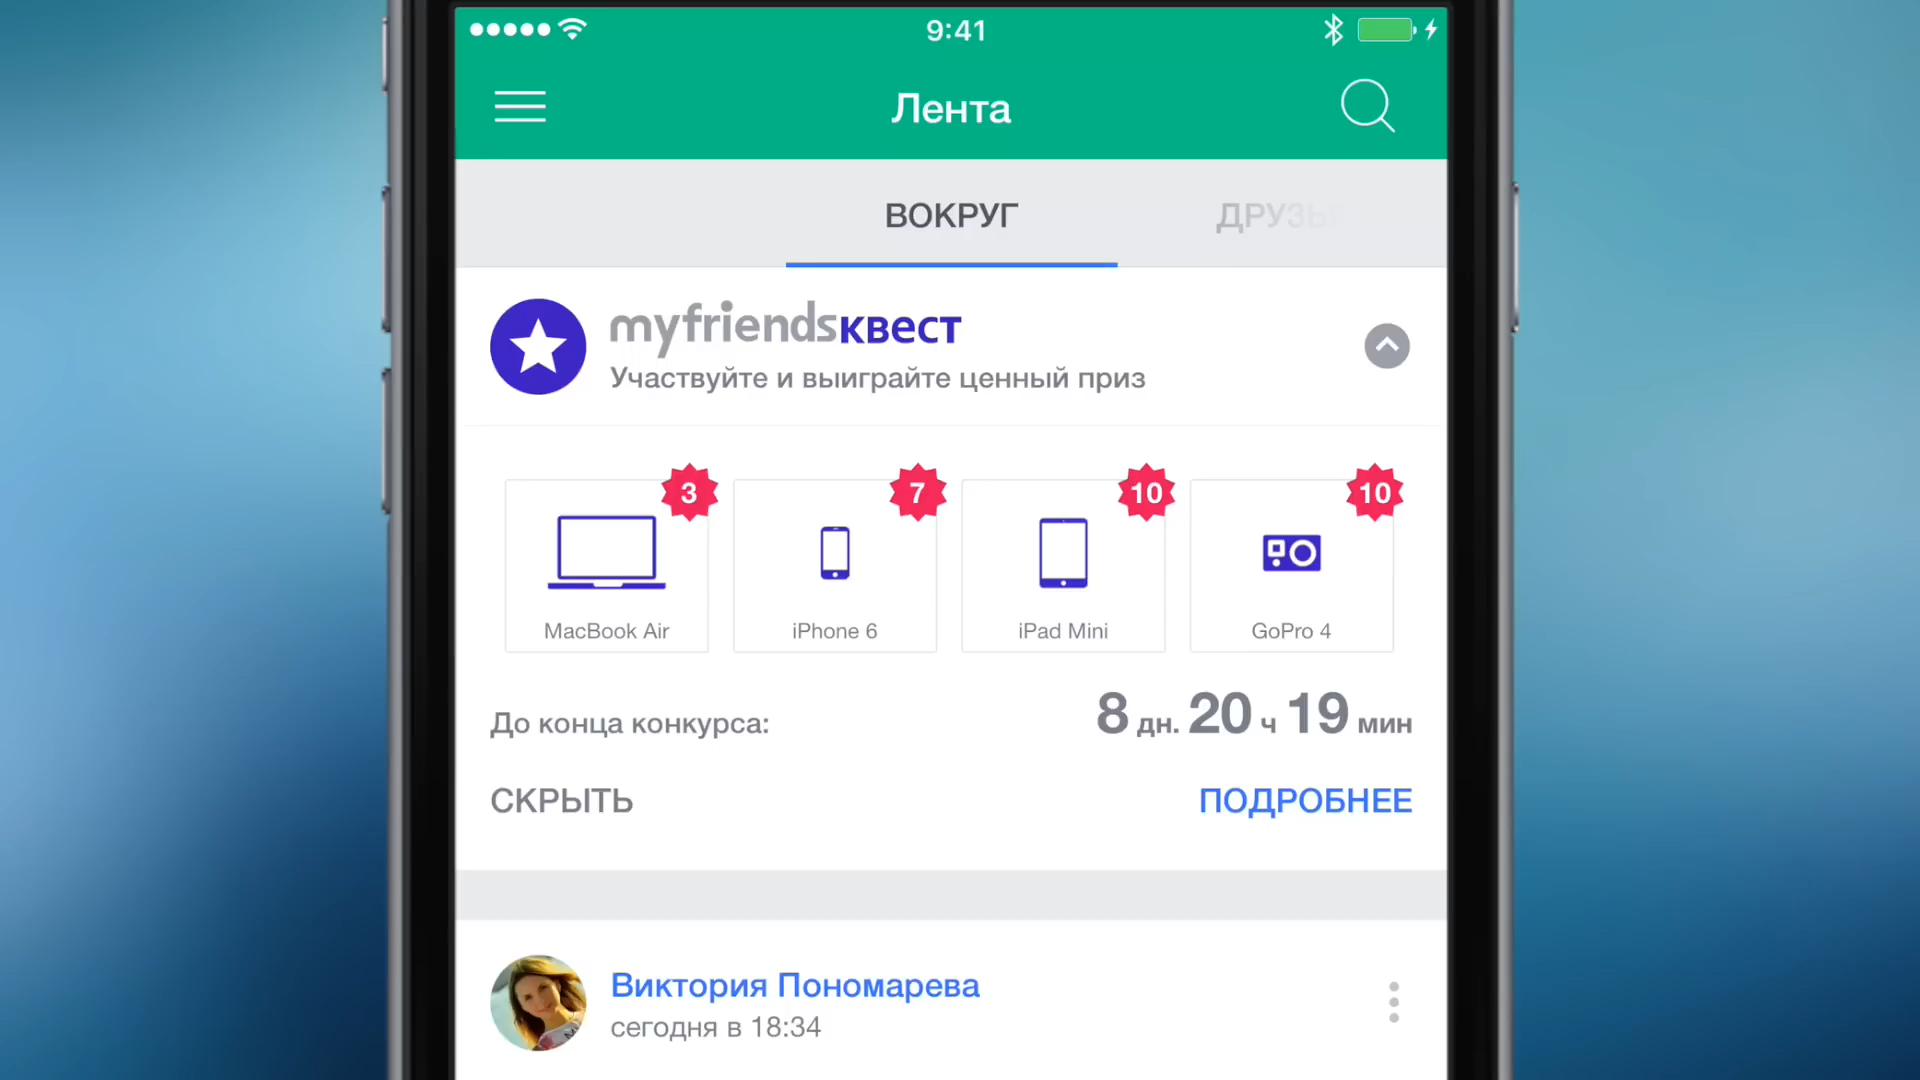 9:41
Лента
ВОКРУГ ДРУЗЬ
myfriendsквест
Участвуйте и выиграйте ценный приз
3 7 10 10
MacBook Air iPhone 6 iPad Mini GoPro 4
До конца конкурса: 8 дн. 20 ч 19 мин
СКРЫТЬ ПОДРОБНЕЕ
Виктория Пономарева
сегодня в 18:34